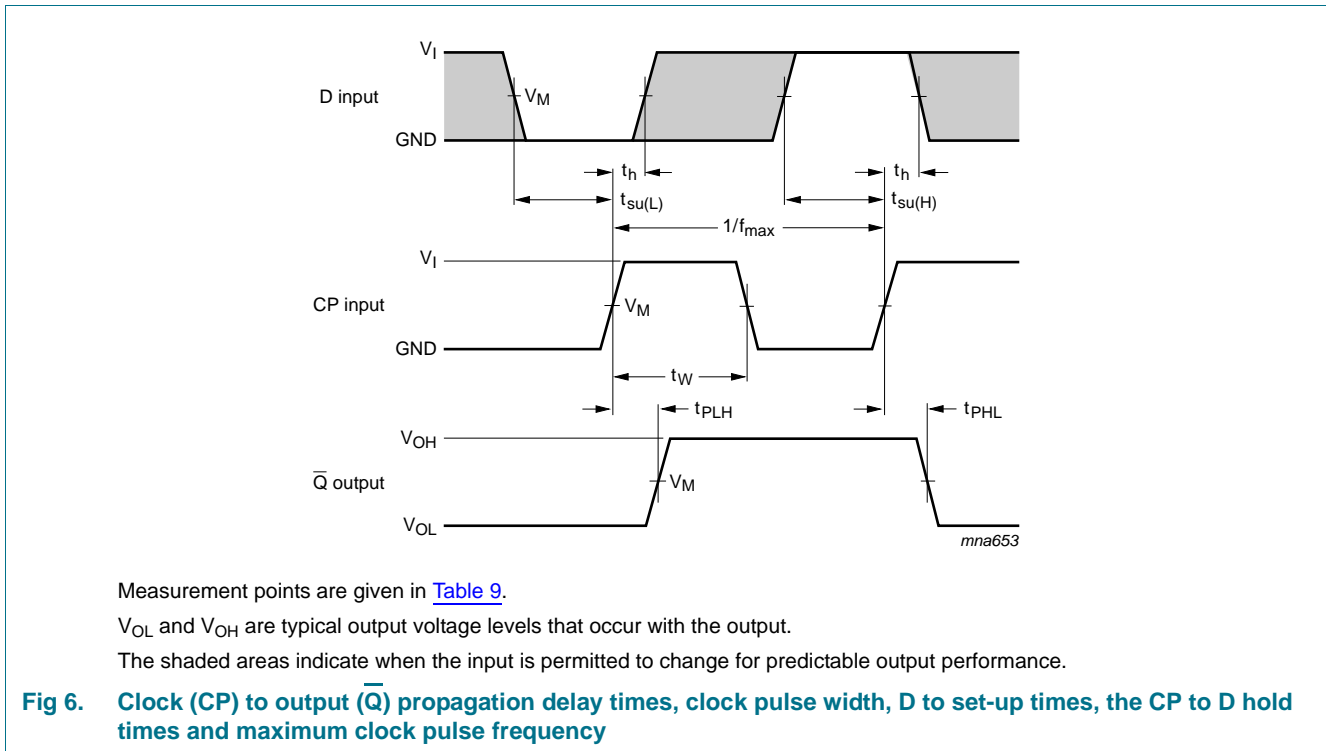 V_I
D input
V_M
GND
t_h
t_h
t_su(L)
t_su(H)
1/f_max
V_I
CP input
V_M
GND
t_W
t_PLH
t_PHL
V_OH
Q̅ output
V_M
V_OL
mna653
Measurement points are given in Table 9.
V_OL and V_OH are typical output voltage levels that occur with the output.
The shaded areas indicate when the input is permitted to change for predictable output performance.
Fig 6. Clock (CP) to output (Q̅) propagation delay times, clock pulse width, D to set-up times, the CP to D hold
times and maximum clock pulse frequency